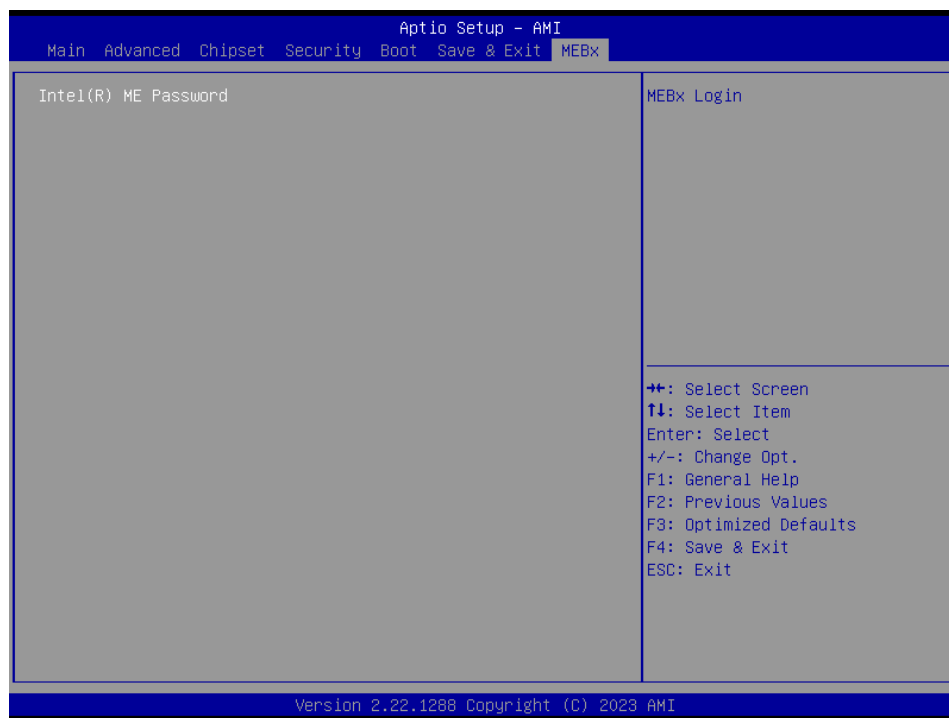 Aptio Setup – AMI
Main Advanced Chipset Security Boot Save & Exit MEBx
Intel(R) ME Password
MEBx Login
→←: Select Screen
↑↓: Select Item
Enter: Select
+/-: Change Opt.
F1: General Help
F2: Previous Values
F3: Optimized Defaults
F4: Save & Exit
ESC: Exit
Version 2.22.1288 Copyright (C) 2023 AMI